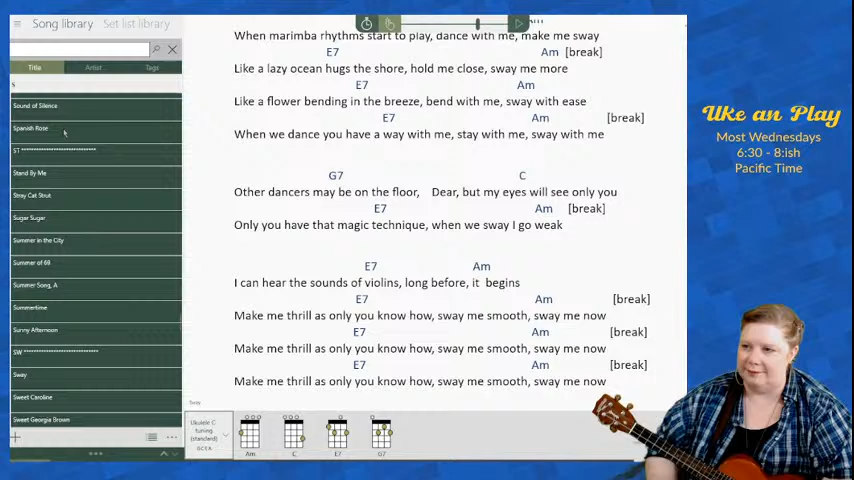 Song library
Set list library
Title
Artist
Tags
S
Sound of Silence
Spanish Rose
ST ******************************
Stand By Me
Stray Cat Strut
Sugar Sugar
Summer in the City
Summer of 69
Summer Song, A
Summertime
Sunny Afternoon
SW ******************************
Sway
Sweet Caroline
Sweet Georgia Brown
When marimba rhythms start to play, dance with me, make me sway
E7 Am [break]
Like a lazy ocean hugs the shore, hold me close, sway me more
E7 Am
Like a flower bending in the breeze, bend with me, sway with ease
E7 Am [break]
When we dance you have a way with me, stay with me, sway with me
G7 C
Other dancers may be on the floor, Dear, but my eyes will see only you
E7 Am [break]
Only you have that magic technique, when we sway I go weak
E7 Am
I can hear the sounds of violins, long before, it begins
E7 Am [break]
Make me thrill as only you know how, sway me smooth, sway me now
E7 Am [break]
Make me thrill as only you know how, sway me smooth, sway me now
E7 Am [break]
Make me thrill as only you know how, sway me smooth, sway me now
Sway
Ukulele C
tuning
(standard)
GCEA
Am C E7 G7
Uke an Play
Most Wednesdays
6:30 - 8:ish
Pacific Time